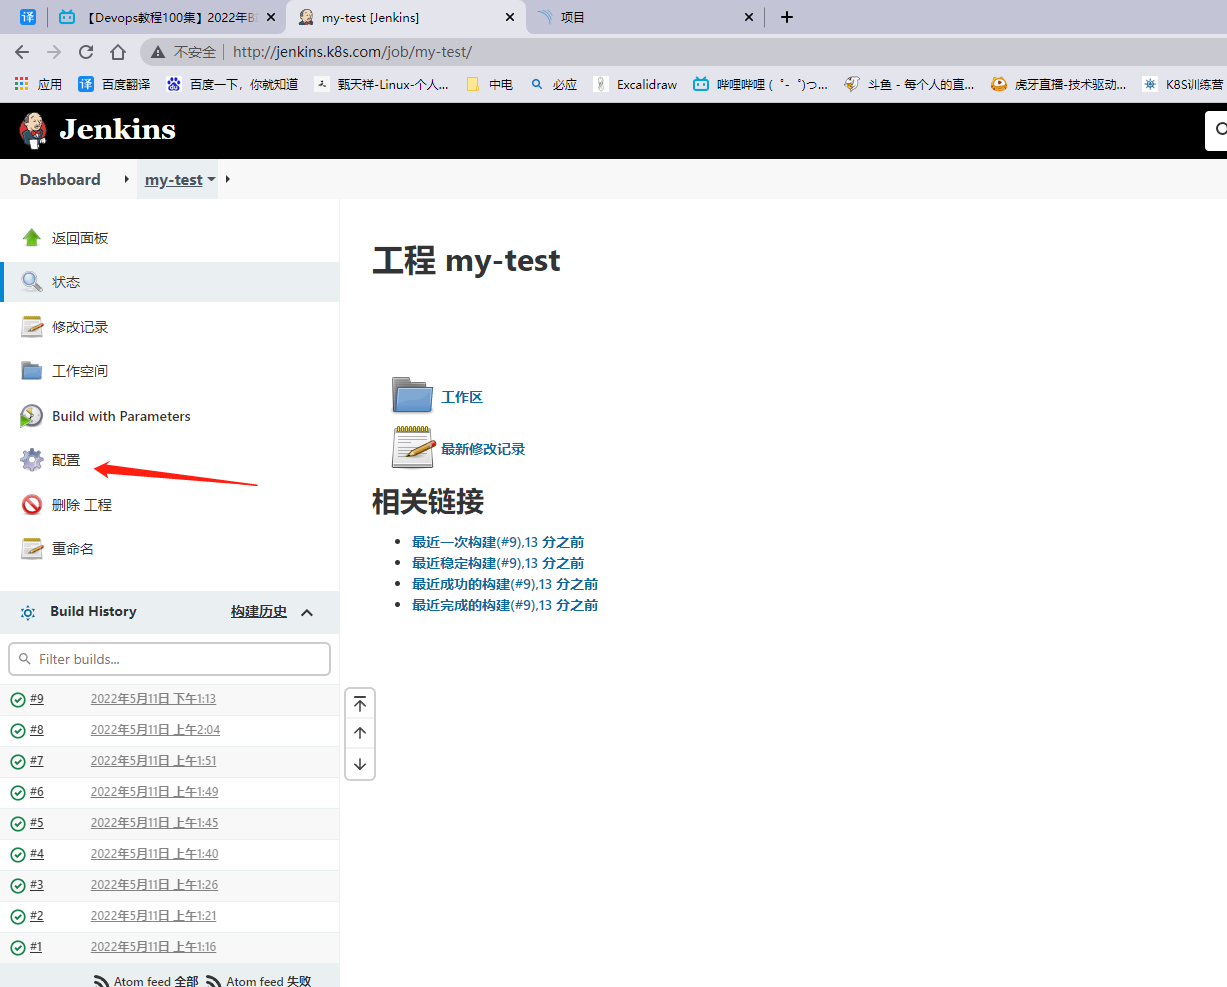 译
【Devops教程100集】2022年B站
my-test [Jenkins]
项目
不安全
http://jenkins.k8s.com/job/my-test/
应用
译 百度翻译
百度一下，你就知道
甄天祥-Linux-个人...
中电
必应
Excalidraw
哔哩哔哩 ( ゜- ゜)つ...
斗鱼 - 每个人的直...
虎牙直播-技术驱动...
K8S训练营
Jenkins
Dashboard
my-test
返回面板
状态
修改记录
工作空间
Build with Parameters
配置
删除 工程
重命名
Build History
构建历史
Filter builds...
#9 2022年5月11日 下午1:13
#8 2022年5月11日 上午2:04
#7 2022年5月11日 上午1:51
#6 2022年5月11日 上午1:49
#5 2022年5月11日 上午1:45
#4 2022年5月11日 上午1:40
#3 2022年5月11日 上午1:26
#2 2022年5月11日 上午1:21
#1 2022年5月11日 上午1:16
Atom feed 全部
Atom feed 失败
工程 my-test
工作区
最新修改记录
相关链接
最近一次构建(#9),13 分之前
最近稳定构建(#9),13 分之前
最近成功的构建(#9),13 分之前
最近完成的构建(#9),13 分之前